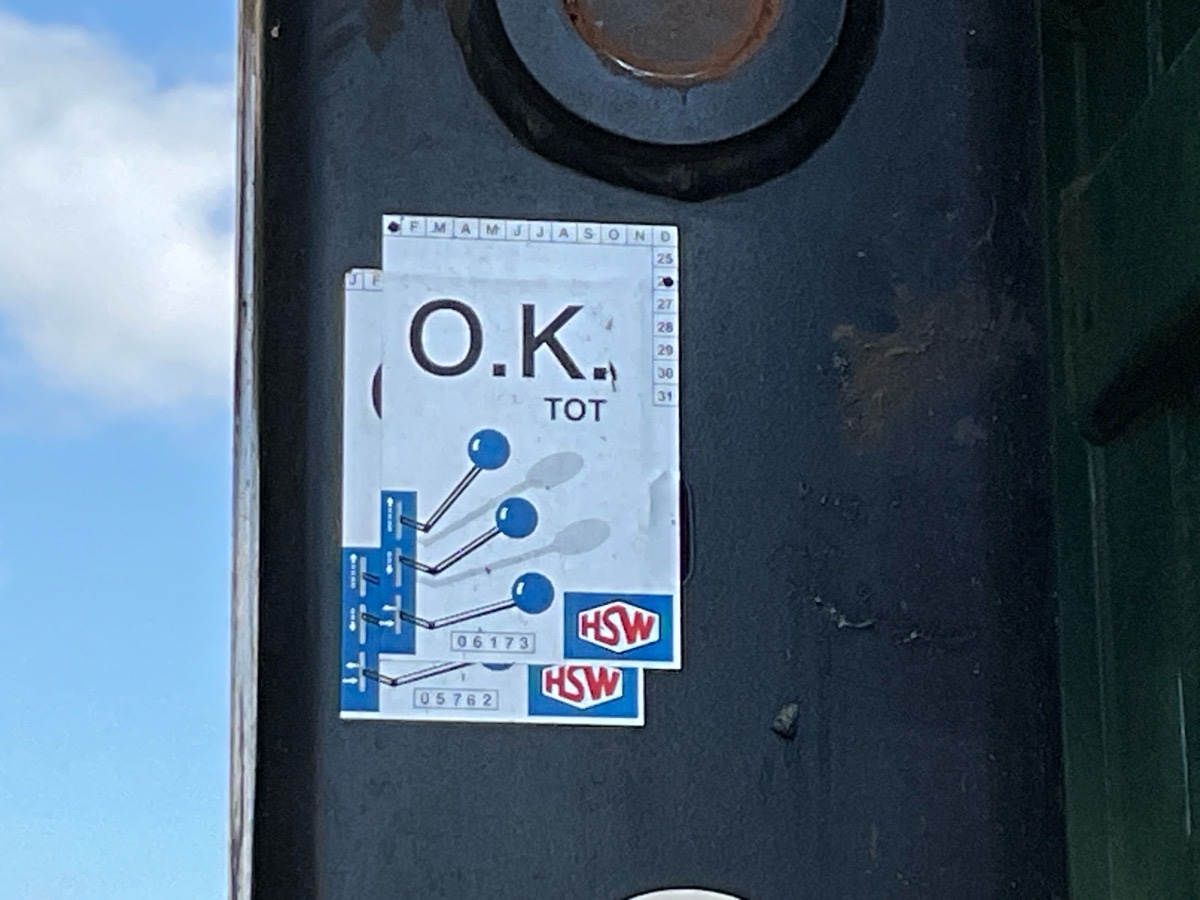 F M A M J J A S O N D
25
27
28
29
30
31
J F
O.K.
TOT
HSW
06173
HSW
05762